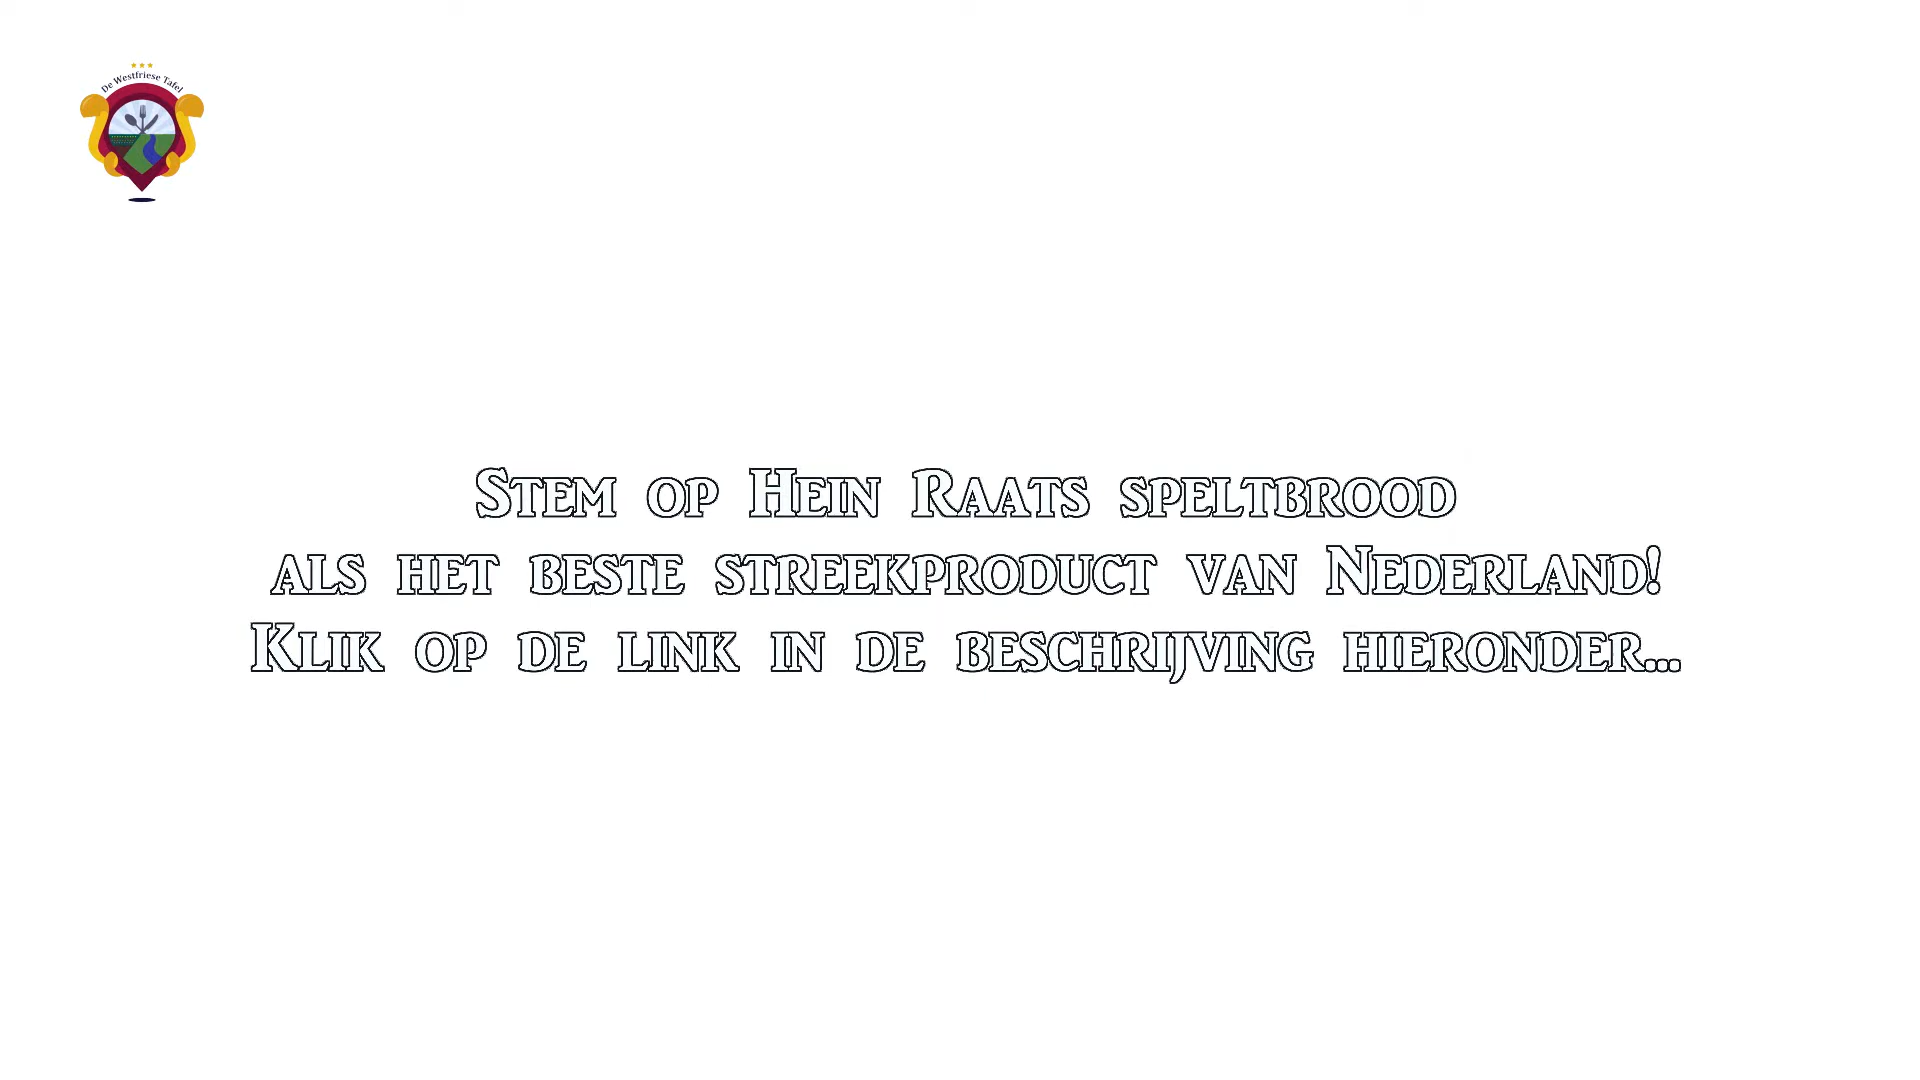 De Westfriese Tafel
Stem op Hein Raats speltbrood
als het beste streekproduct van Nederland!
Klik op de link in de beschrijving hieronder...